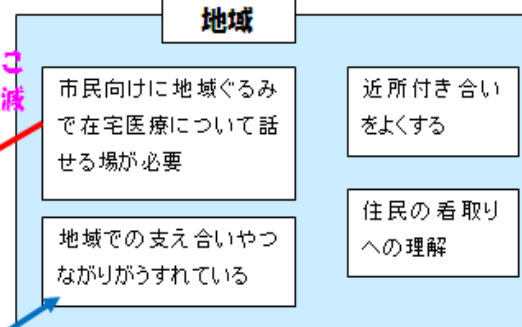 地域
こ
減
市民向けに地域ぐるみ
で在宅医療について話
せる場が必要
近所付き合い
をよくする
地域での支え合いやつ
ながりがうすれている
住民の看取り
への理解